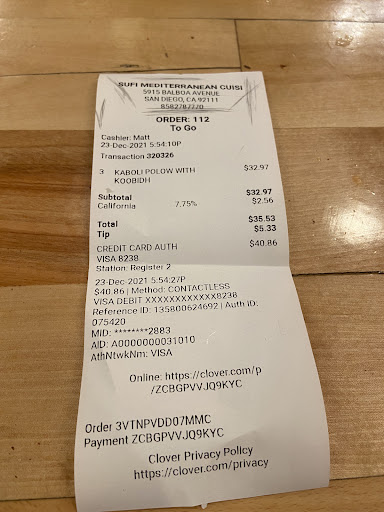 SUFI MEDITERRANEAN CUISI
5915 BALBOA AVENUE
SAN DIEGO, CA 92111
8582787770
ORDER: 112
To Go
Cashier: Matt
23-Dec-2021 5:54:10P
Transaction 320326
3 KABOLI POLOW WITH $32.97
KOOBIDH
Subtotal $32.97
California 7.75% $2.56
Total $35.53
Tip $5.33
CREDIT CARD AUTH $40.86
VISA 8238
Station: Register 2
23-Dec-2021 5:54:27P
$40.86 | Method: CONTACTLESS
VISA DEBIT XXXXXXXXXXXX8238
Reference ID: 135800624692 | Auth ID:
075420
MID: ********2883
AID: A0000000031010
AthNtwkNm: VISA
Online: https://clover.com/p
/ZCBGPVVJQ9KYC
Order 3VTNPVDD07MMC
Payment ZCBGPVVJQ9KYC
Clover Privacy Policy
https://clover.com/privacy